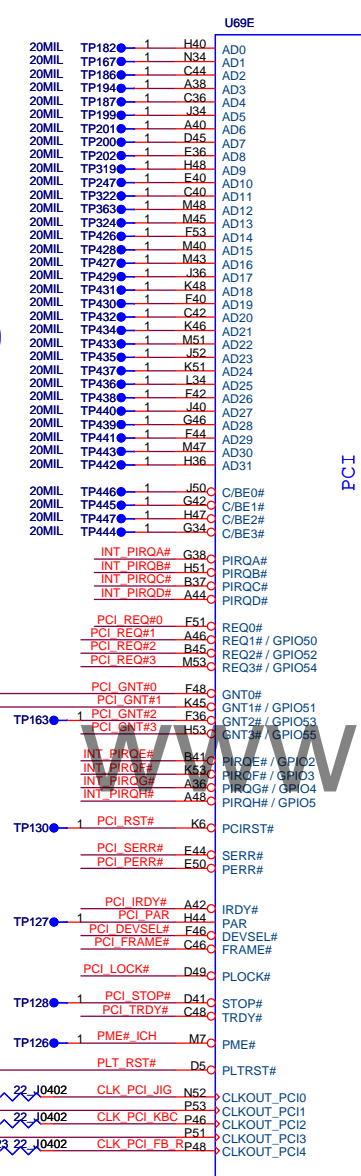 U69E
20MIL TP182 1 H40 AD0
20MIL TP167 1 N34 AD1
20MIL TP186 1 C44 AD2
20MIL TP194 1 A38 AD3
20MIL TP187 1 C36 AD4
20MIL TP199 1 J34 AD5
20MIL TP201 1 A40 AD6
20MIL TP200 1 D45 AD7
20MIL TP202 1 E36 AD8
20MIL TP319 1 H48 AD9
20MIL TP247 1 E40 AD10
20MIL TP322 1 C40 AD11
20MIL TP363 1 M48 AD12
20MIL TP324 1 M45 AD13
20MIL TP426 1 F53 AD14
20MIL TP428 1 M40 AD15
20MIL TP427 1 M43 AD16
20MIL TP429 1 J36 AD17
20MIL TP431 1 K48 AD18
20MIL TP430 1 F40 AD19
20MIL TP432 1 C42 AD20
20MIL TP434 1 K46 AD21
20MIL TP433 1 M51 AD22
20MIL TP435 1 J52 AD23
20MIL TP437 1 K51 AD24
20MIL TP436 1 L34 AD25
20MIL TP438 1 F42 AD26
20MIL TP440 1 J40 AD27
20MIL TP439 1 G46 AD28
20MIL TP441 1 F44 AD29
20MIL TP443 1 M47 AD30
20MIL TP442 1 H36 AD31
PCI
20MIL TP446 1 J50 C/BE0#
20MIL TP445 1 G42 C/BE1#
20MIL TP447 1 H47 C/BE2#
20MIL TP444 1 G34 C/BE3#
INT_PIRQA# G38 PIRQA#
INT_PIRQB# H51 PIRQB#
INT_PIRQC# B37 PIRQC#
INT_PIRQD# A44 PIRQD#
PCI_REQ#0 F51 REQ0#
PCI_REQ#1 A46 REQ1# / GPIO50
PCI_REQ#2 B45 REQ2# / GPIO52
PCI_REQ#3 M53 REQ3# / GPIO54
PCI_GNT#0 F48 GNT0#
PCI_GNT#1 K45 GNT1# / GPIO51
TP163 1 PCI_GNT#2 F36 GNT2# / GPIO53
PCI_GNT#3 H53 GNT3# / GPIO55
www
INT_PIRQE# B41 PIRQE# / GPIO2
INT_PIRQF# K53 PIRQF# / GPIO3
INT_PIRQG# A36 PIRQG# / GPIO4
INT_PIRQH# A48 PIRQH# / GPIO5
TP130 1 PCI_RST# K6 PCIRST#
PCI_SERR# E44 SERR#
PCI_PERR# E50 PERR#
PCI_IRDY# A42 IRDY#
TP127 1 PCI_PAR H44 PAR
PCI_DEVSEL# F46 DEVSEL#
PCI_FRAME# C46 FRAME#
PCI_LOCK# D49 PLOCK#
TP128 1 PCI_STOP# D41 STOP#
PCI_TRDY# C48 TRDY#
TP126 1 PME#_ICH M7 PME#
PLT_RST# D5 PLTRST#
22_J0402 CLK_PCI_JIG N52 CLKOUT_PCI0
P53 CLKOUT_PCI1
22_J0402 CLK_PCI_KBC P46 CLKOUT_PCI2
P51 CLKOUT_PCI3
22_J0402 CLK_PCI_FB_R P48 CLKOUT_PCI4